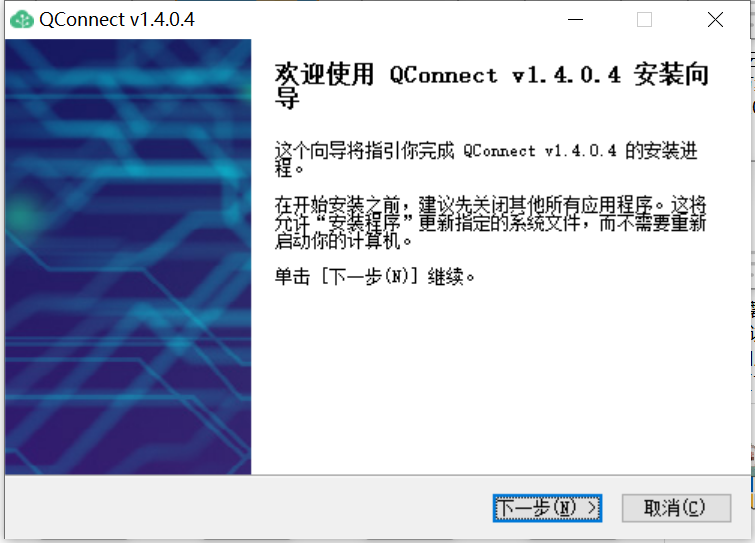 QConnect v1.4.0.4
欢迎使用 QConnect v1.4.0.4 安装向
导
这个向导将指引你完成 QConnect v1.4.0.4 的安装进
程。
在开始安装之前，建议先关闭其他所有应用程序。这将
允许“安装程序”更新指定的系统文件，而不需要重新
启动你的计算机。
单击 [下一步(N)] 继续。
下一步(N) >
取消(C)